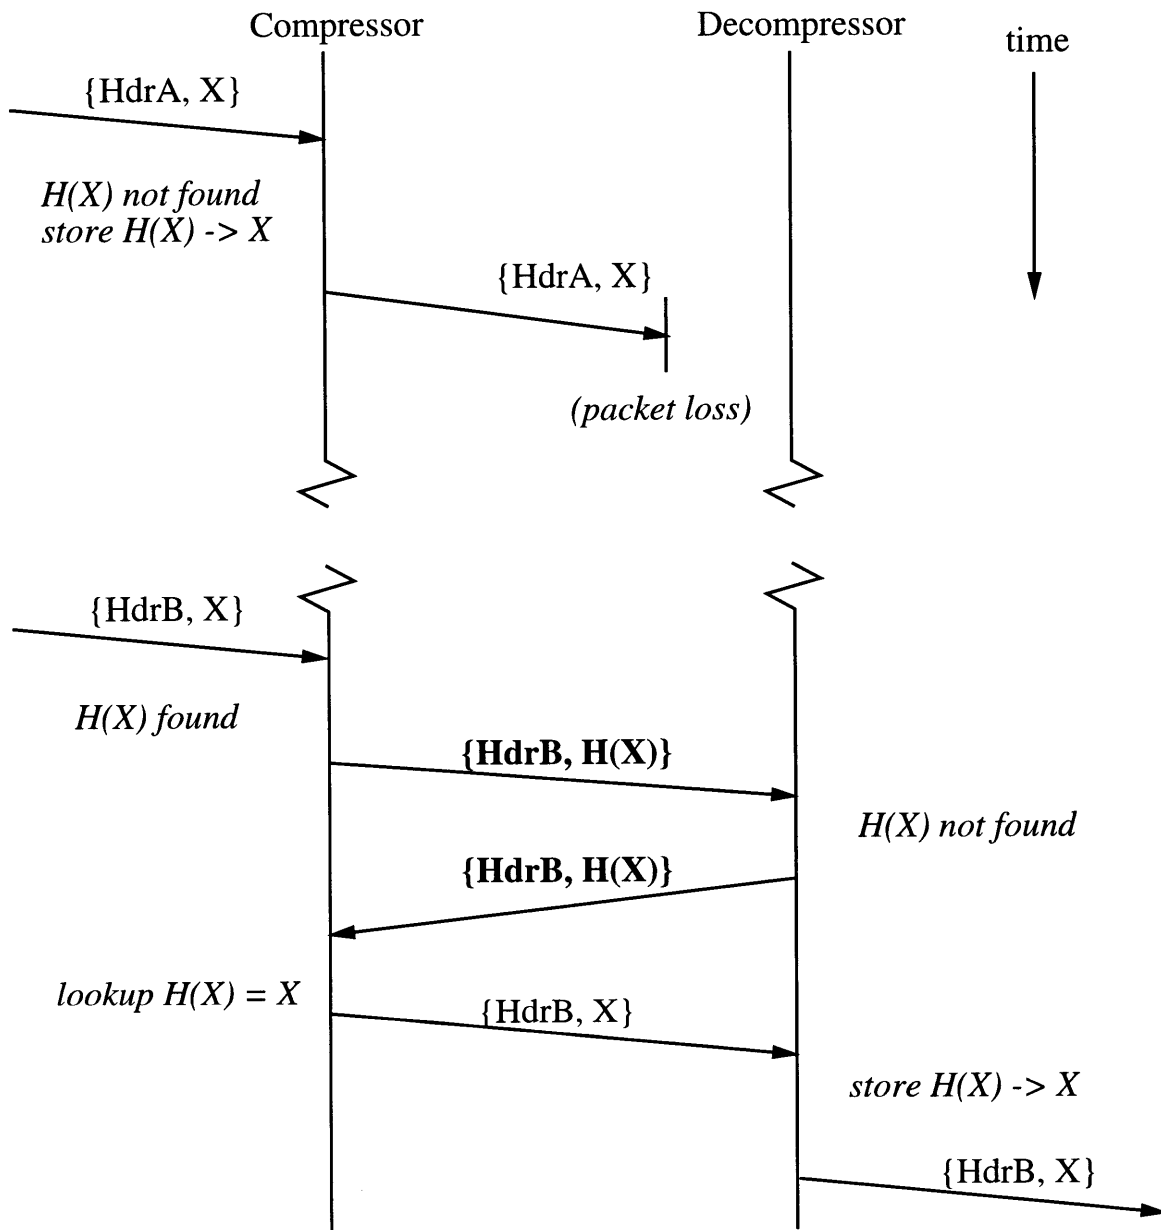 Compressor
Decompressor
time
{HdrA, X}
H(X) not found
store H(X) -> X
{HdrA, X}
(packet loss)
{HdrB, X}
H(X) found
{HdrB, H(X)}
H(X) not found
{HdrB, H(X)}
lookup H(X) = X
{HdrB, X}
store H(X) -> X
{HdrB, X}